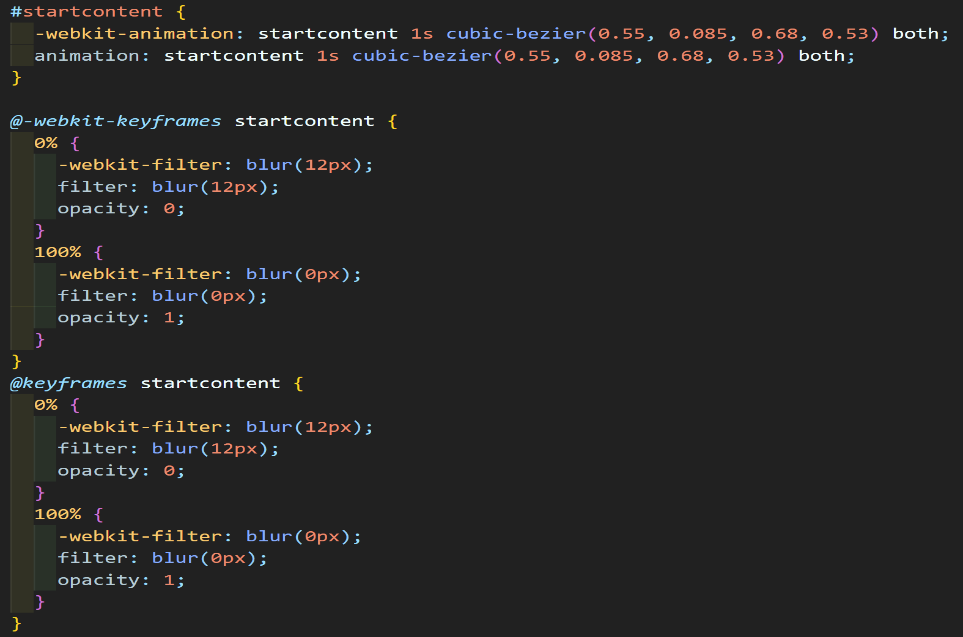 #startcontent {
  -webkit-animation: startcontent 1s cubic-bezier(0.55, 0.085, 0.68, 0.53) both;
  animation: startcontent 1s cubic-bezier(0.55, 0.085, 0.68, 0.53) both;
}

@-webkit-keyframes startcontent {
  0% {
    -webkit-filter: blur(12px);
    filter: blur(12px);
    opacity: 0;
  }
  100% {
    -webkit-filter: blur(0px);
    filter: blur(0px);
    opacity: 1;
  }
}
@keyframes startcontent {
  0% {
    -webkit-filter: blur(12px);
    filter: blur(12px);
    opacity: 0;
  }
  100% {
    -webkit-filter: blur(0px);
    filter: blur(0px);
    opacity: 1;
  }
}